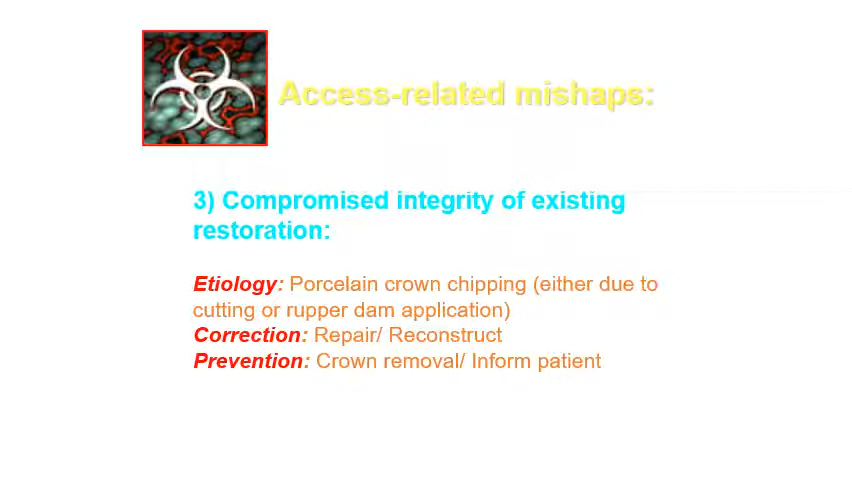 Access-related mishaps:
3) Compromised integrity of existing
restoration:
Etiology: Porcelain crown chipping (either due to
cutting or rupper dam application)
Correction: Repair/ Reconstruct
Prevention: Crown removal/ Inform patient